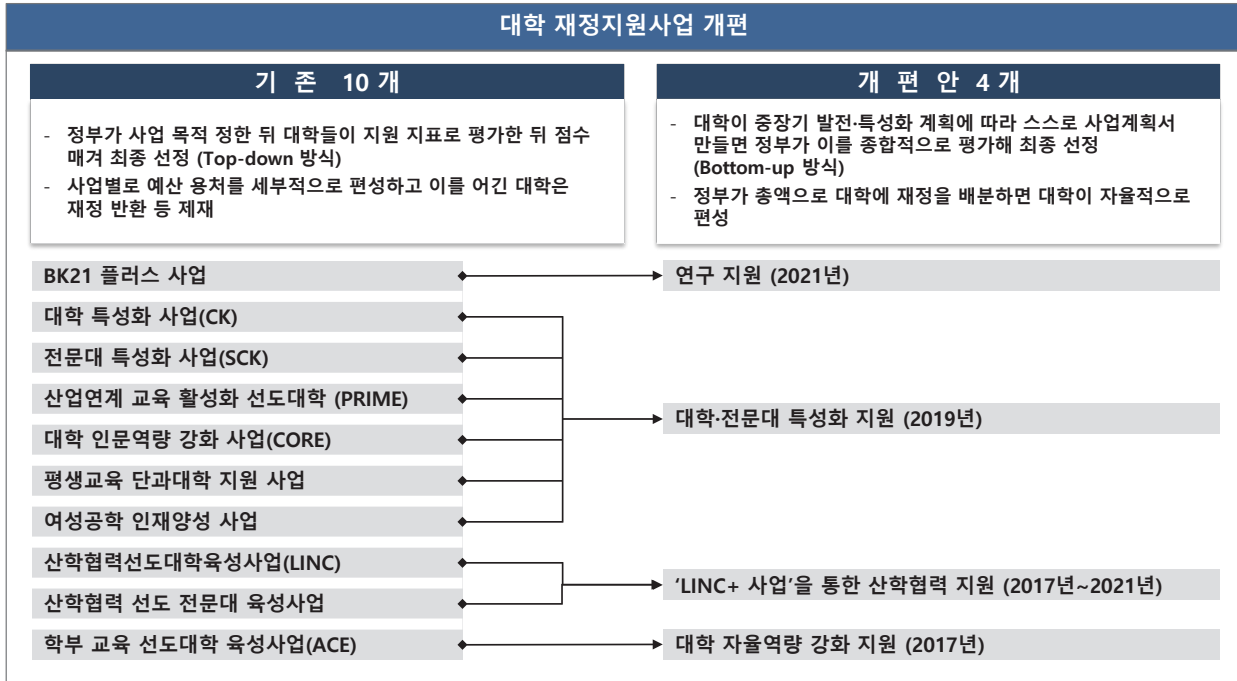 대학 재정지원사업 개편
기 존 10 개
- 정부가 사업 목적 정한 뒤 대학들이 지원 지표로 평가한 뒤 점수
매겨 최종 선정 (Top-down 방식)
- 사업별로 예산 용처를 세부적으로 편성하고 이를 어긴 대학은
재정 반환 등 제재
개 편 안 4 개
- 대학이 중장기 발전·특성화 계획에 따라 스스로 사업계획서
만들면 정부가 이를 종합적으로 평가해 최종 선정
(Bottom-up 방식)
- 정부가 총액으로 대학에 재정을 배분하면 대학이 자율적으로
편성
BK21 플러스 사업
대학 특성화 사업(CK)
전문대 특성화 사업(SCK)
산업연계 교육 활성화 선도대학 (PRIME)
대학 인문역량 강화 사업(CORE)
평생교육 단과대학 지원 사업
여성공학 인재양성 사업
산학협력선도대학육성사업(LINC)
산학협력 선도 전문대 육성사업
학부 교육 선도대학 육성사업(ACE)
연구 지원 (2021년)
대학·전문대 특성화 지원 (2019년)
‘LINC+ 사업’을 통한 산학협력 지원 (2017년~2021년)
대학 자율역량 강화 지원 (2017년)